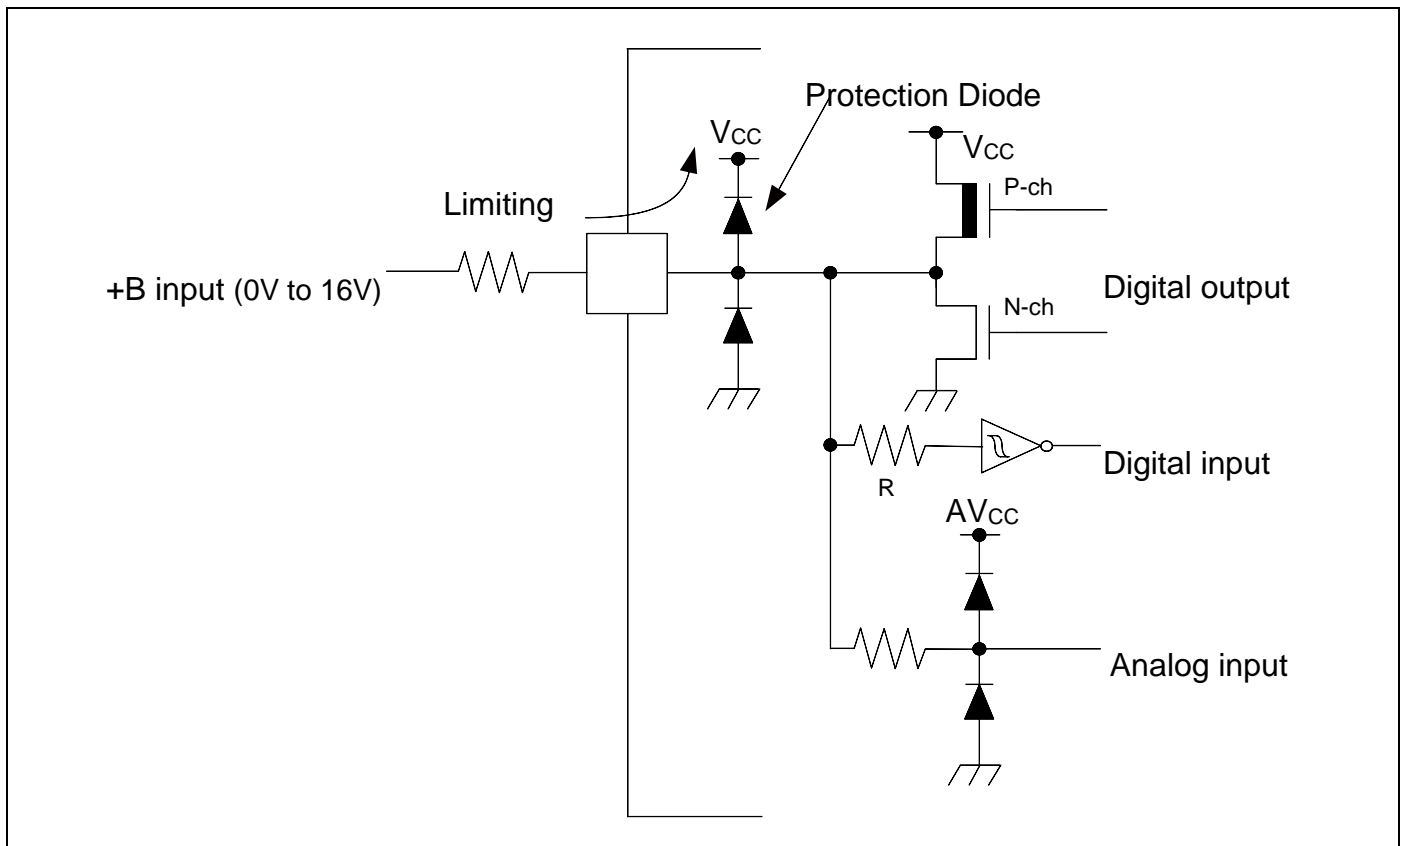 Protection Diode
VCC
VCC
P-ch
Limiting
+B input (0V to 16V)
Digital output
N-ch
Digital input
R
AVCC
Analog input